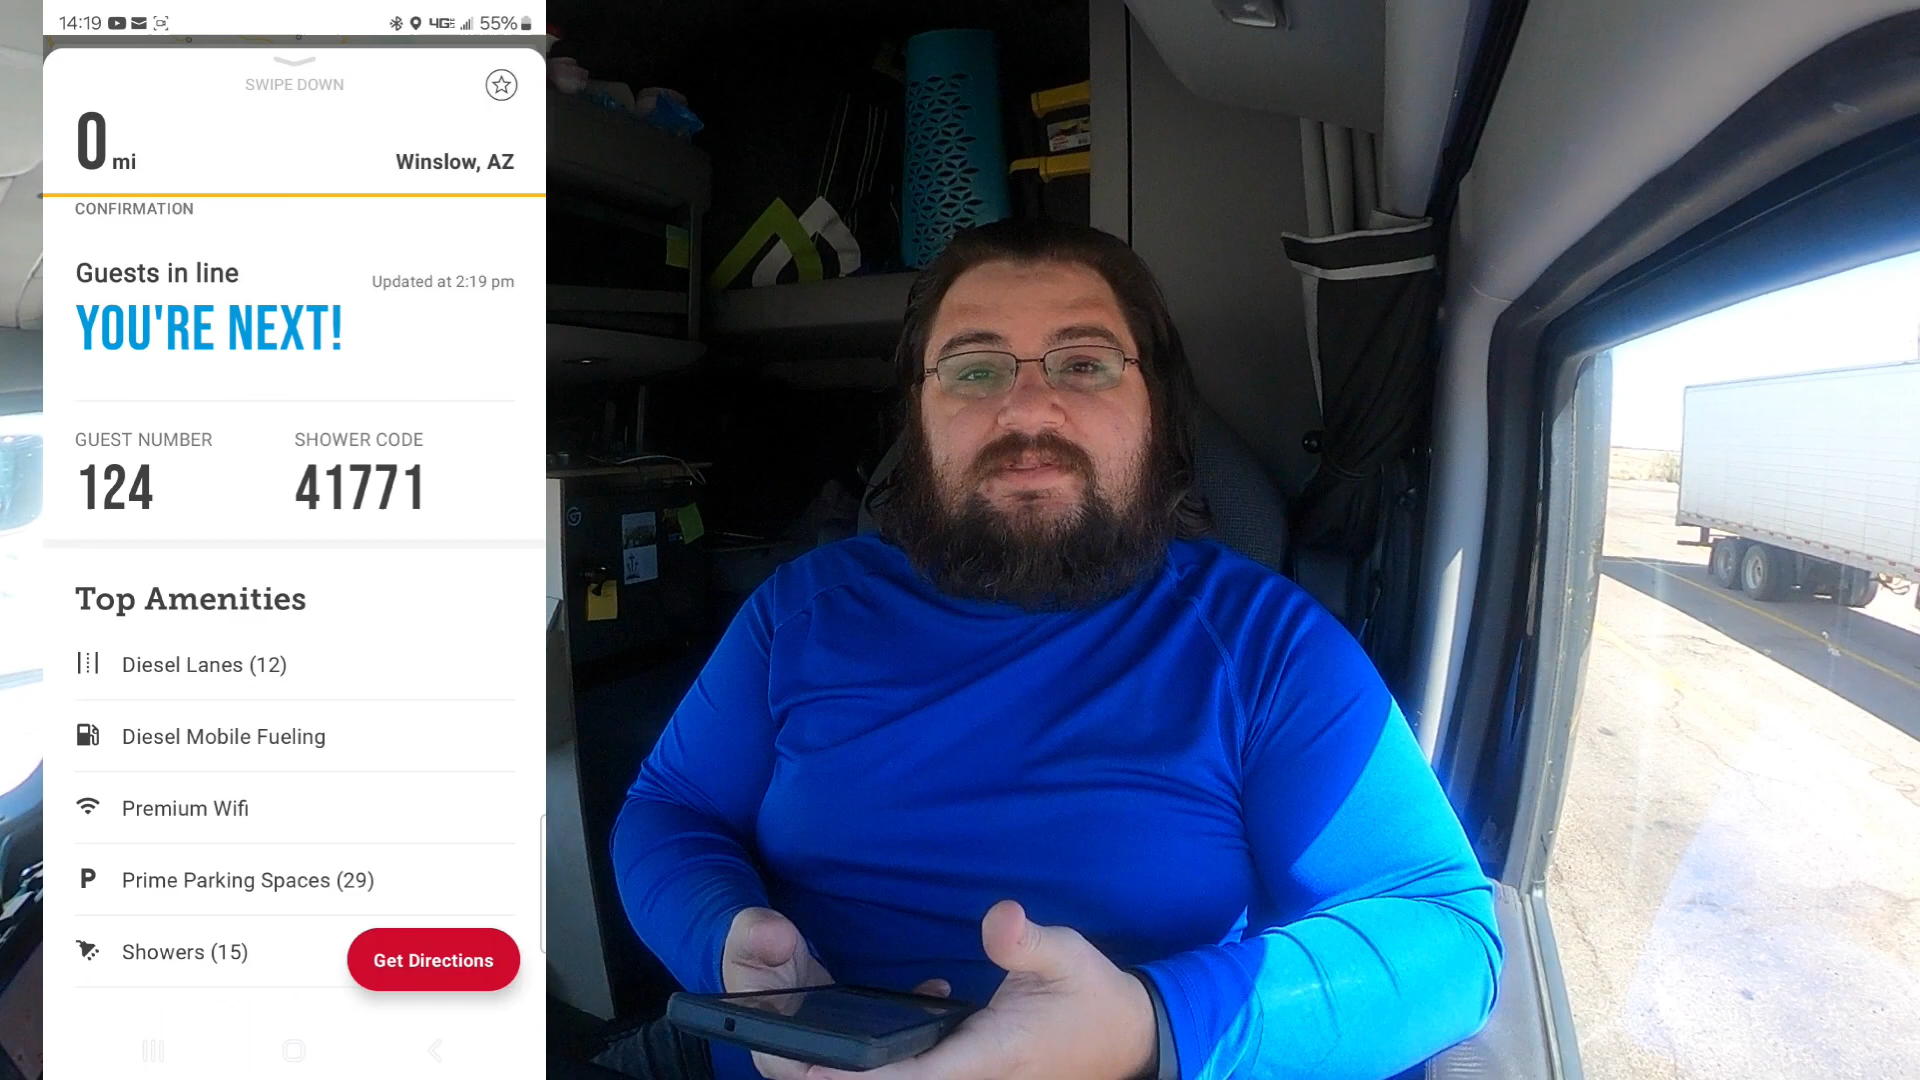 14:19
4G 55%
SWIPE DOWN
0 mi
Winslow, AZ
CONFIRMATION
Guests in line
Updated at 2:19 pm
YOU'RE NEXT!
GUEST NUMBER
SHOWER CODE
124
41771
Top Amenities
Diesel Lanes (12)
Diesel Mobile Fueling
Premium Wifi
P Prime Parking Spaces (29)
Showers (15)
Get Directions